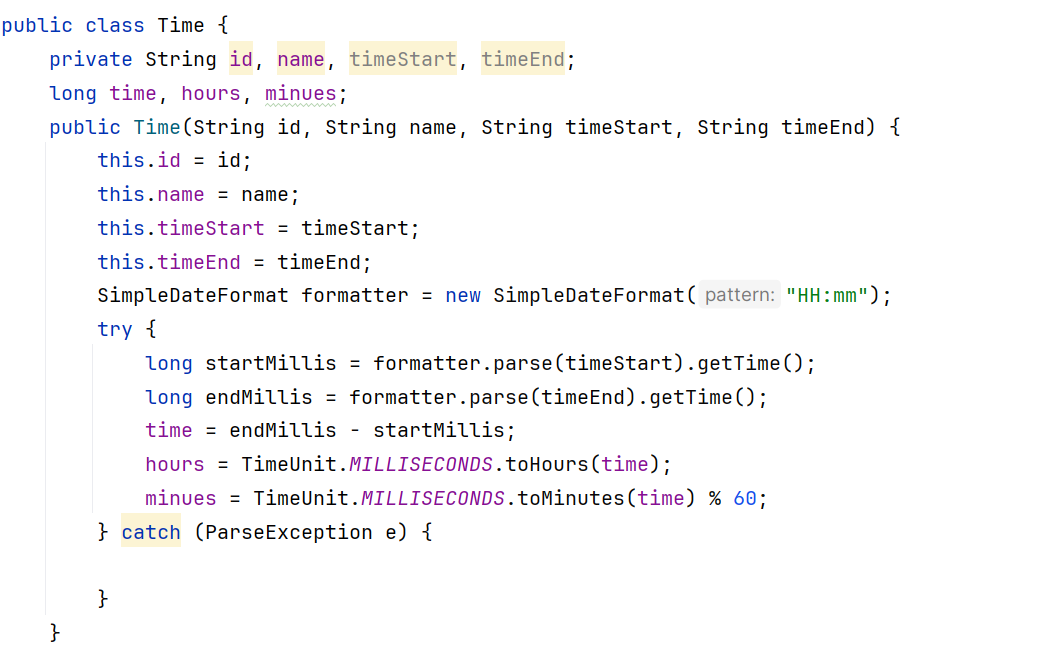 public class Time {
    private String id, name, timeStart, timeEnd;
    long time, hours, minues;
    public Time(String id, String name, String timeStart, String timeEnd) {
        this.id = id;
        this.name = name;
        this.timeStart = timeStart;
        this.timeEnd = timeEnd;
        SimpleDateFormat formatter = new SimpleDateFormat( pattern: "HH:mm");
        try {
            long startMillis = formatter.parse(timeStart).getTime();
            long endMillis = formatter.parse(timeEnd).getTime();
            time = endMillis - startMillis;
            hours = TimeUnit.MILLISECONDS.toHours(time);
            minues = TimeUnit.MILLISECONDS.toMinutes(time) % 60;
        } catch (ParseException e) {

        }
    }